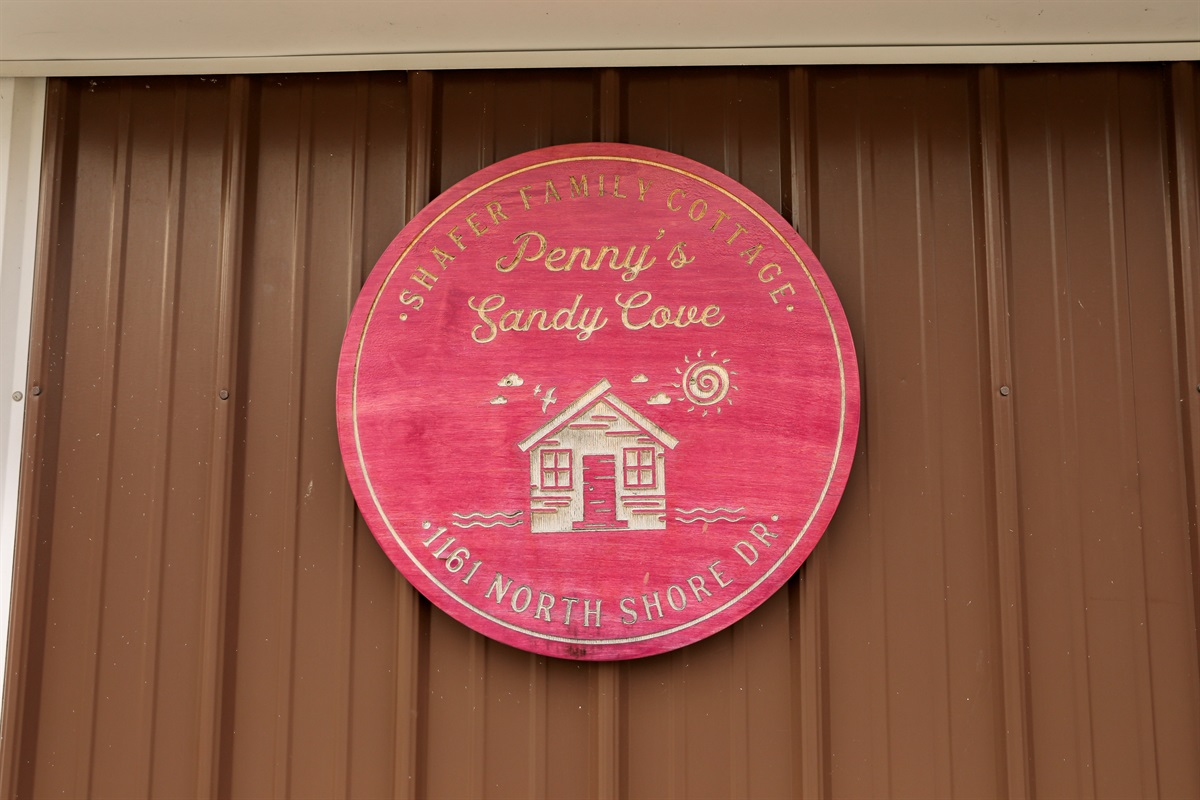 SHAFER FAMILY COTTAGE
Penny's
Sandy Cove
1161 NORTH SHORE DR